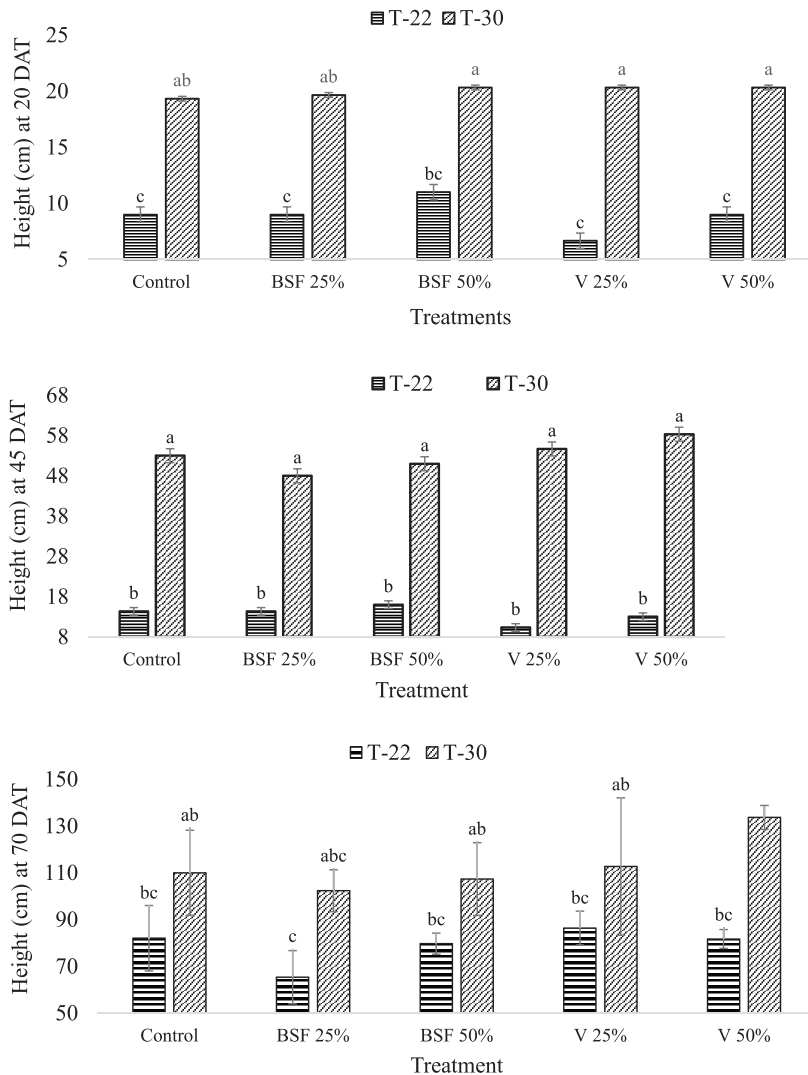 T-22 T-30
Height (cm) at 20 DAT
25
20
15
10
5
ab
ab
a
a
a
c
c
bc
c
c
Control BSF 25% BSF 50% V 25% V 50%
Treatments
T-22 T-30
Height (cm) at 45 DAT
68
58
48
38
28
18
8
a
a
a
a
a
b
b
b
b
b
Control BSF 25% BSF 50% V 25% V 50%
Treatment
T-22 T-30
Height (cm) at 70 DAT
150
130
110
90
70
50
ab
abc
ab
ab
bc
c
bc
bc
bc
Control BSF 25% BSF 50% V 25% V 50%
Treatment